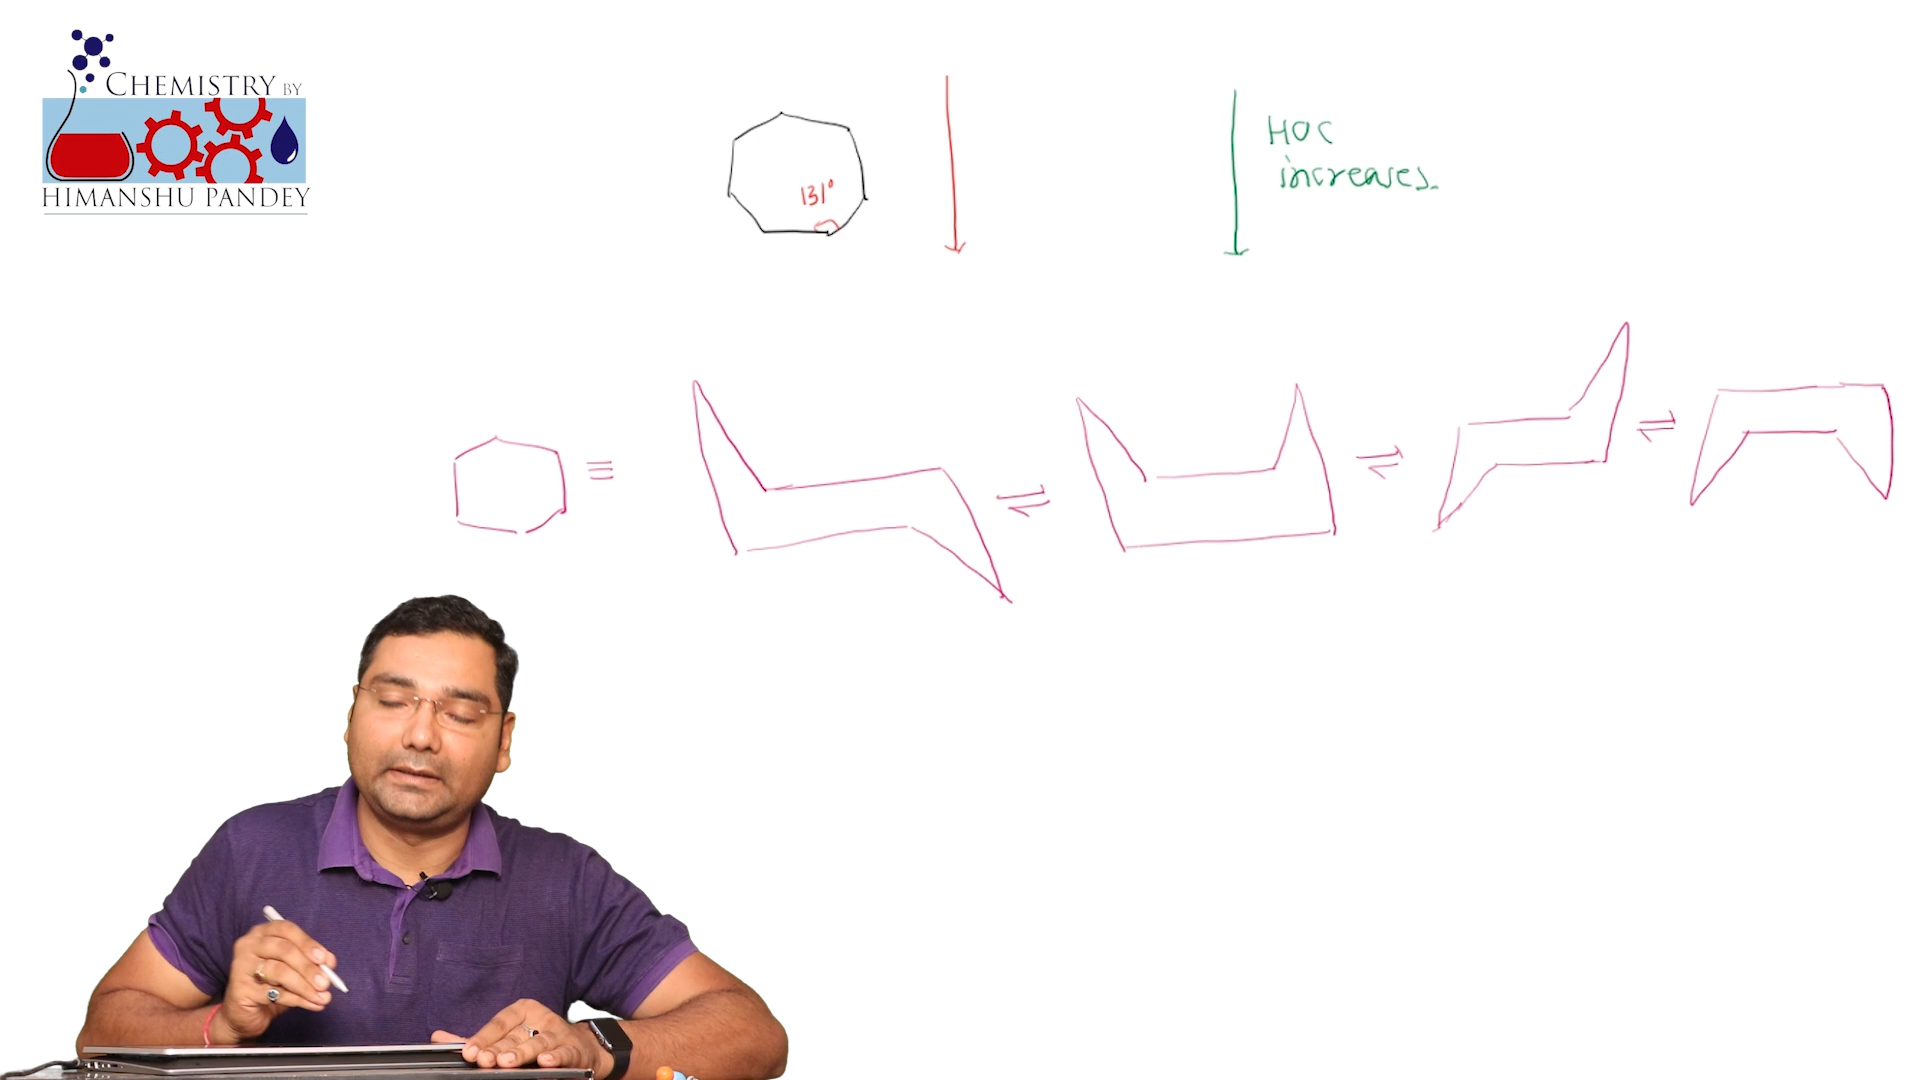 CHEMISTRY BY
HIMANSHU PANDEY
131°
HOC
increases.